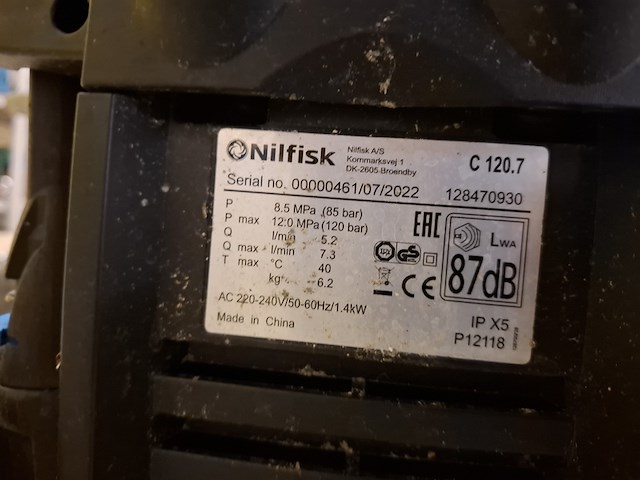 Nilfisk
Nilfisk A/S
Kornmarksvej 1
DK-2605-Broendby
C 120.7
Serial no. 00000461/07/2022 128470930
P 8.5 MPa (85 bar)
P max 12.0 MPa (120 bar)
Q l/min 5.2
Q max l/min 7.3
T max °C 40
kg 6.2
EAC
GS
CE
LWA
87dB
AC 220-240V/50-60Hz/1.4kW
Made in China
IP X5
P12118